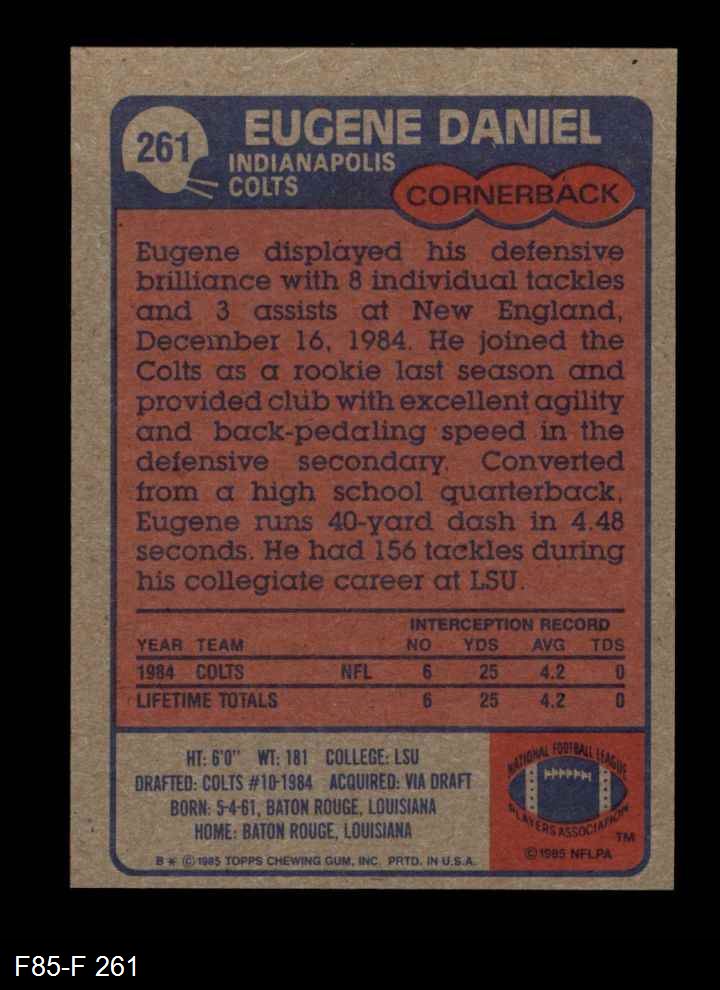 261
EUGENE DANIEL
INDIANAPOLIS
COLTS
CORNERBACK
Eugene displayed his defensive
brilliance with 8 individual tackles
and 3 assists at New England,
December 16, 1984. He joined the
Colts as a rookie last season and
provided club with excellent agility
and back-pedaling speed in the
defensive secondary. Converted
from a high school quarterback,
Eugene runs 40-yard dash in 4.48
seconds. He had 156 tackles during
his collegiate career at LSU.
INTERCEPTION RECORD
YEAR TEAM NO YDS AVG TDS
1984 COLTS NFL 6 25 4.2 0
LIFETIME TOTALS 6 25 4.2 0
HT: 6'0" WT: 181 COLLEGE: LSU
DRAFTED: COLTS #10-1984 ACQUIRED: VIA DRAFT
BORN: 5-4-61, BATON ROUGE, LOUISIANA
HOME: BATON ROUGE, LOUISIANA
B * © 1985 TOPPS CHEWING GUM, INC. PRTD. IN U.S.A.
NATIONAL FOOTBALL LEAGUE
PLAYERS ASSOCIATION
TM
© 1985 NFLPA
F85-F 261